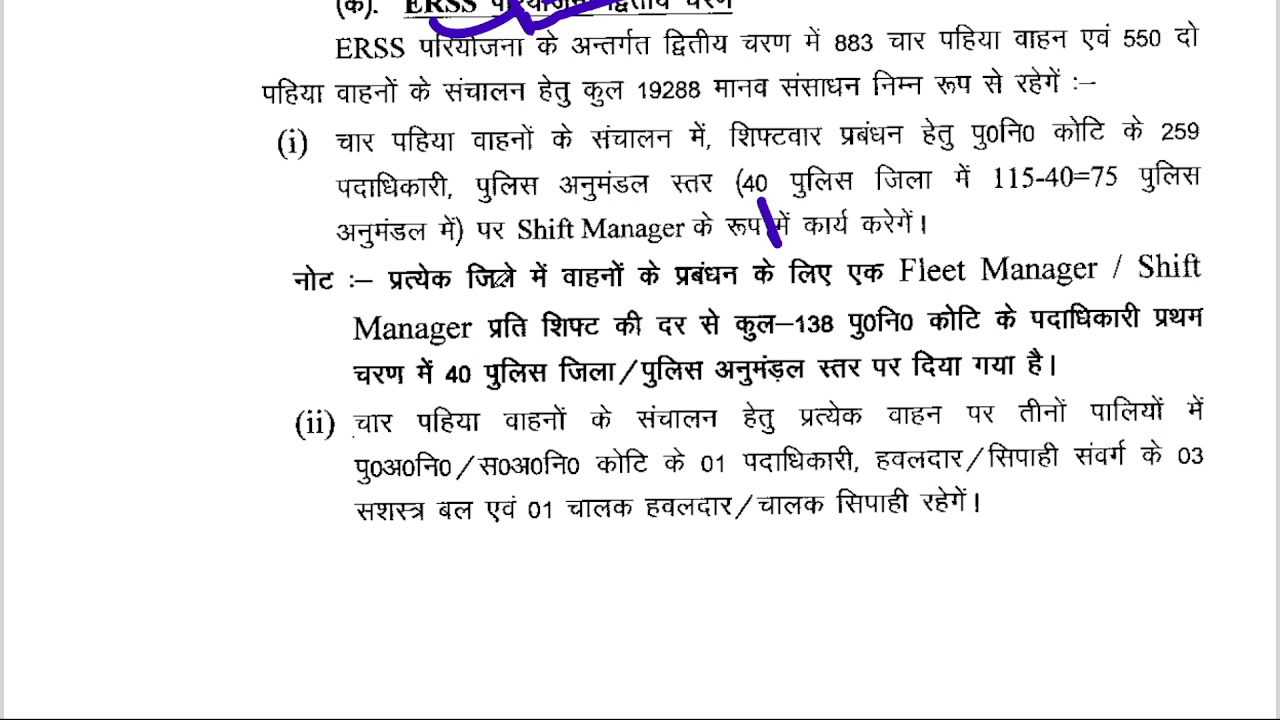 (क). ERSS परियोजना द्वितीय चरण
ERSS परियोजना के अन्तर्गत द्वितीय चरण में 883 चार पहिया वाहन एवं 550 दो
पहिया वाहनों के संचालन हेतु कुल 19288 मानव संसाधन निम्न रूप से रहेगें :–
(i) चार पहिया वाहनों के संचालन में, शिफ्टवार प्रबंधन हेतु पु0नि0 कोटि के 259
पदाधिकारी, पुलिस अनुमंडल स्तर (40 पुलिस जिला में 115-40=75 पुलिस
अनुमंडल में) पर Shift Manager के रूप में कार्य करेगें।
नोट :– प्रत्येक जिले में वाहनों के प्रबंधन के लिए एक Fleet Manager / Shift
Manager प्रति शिफ्ट की दर से कुल–138 पु0नि0 कोटि के पदाधिकारी प्रथम
चरण में 40 पुलिस जिला/पुलिस अनुमंड़ल स्तर पर दिया गया है।
(ii) चार पहिया वाहनों के संचालन हेतु प्रत्येक वाहन पर तीनों पालियों में
पु0अ0नि0/स0अ0नि0 कोटि के 01 पदाधिकारी, हवलदार/सिपाही संवर्ग के 03
सशस्त्र बल एवं 01 चालक हवलदार/चालक सिपाही रहेगें।